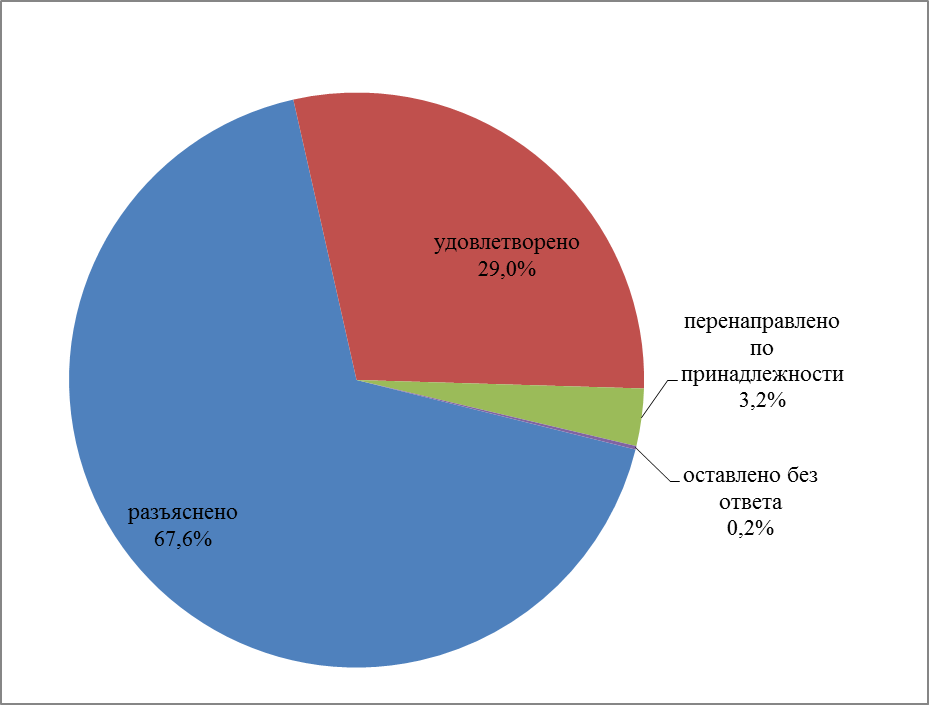 удовлетворено
29,0%
перенаправлено
по
принадлежности
3,2%
оставлено без
ответа
0,2%
разъяснено
67,6%